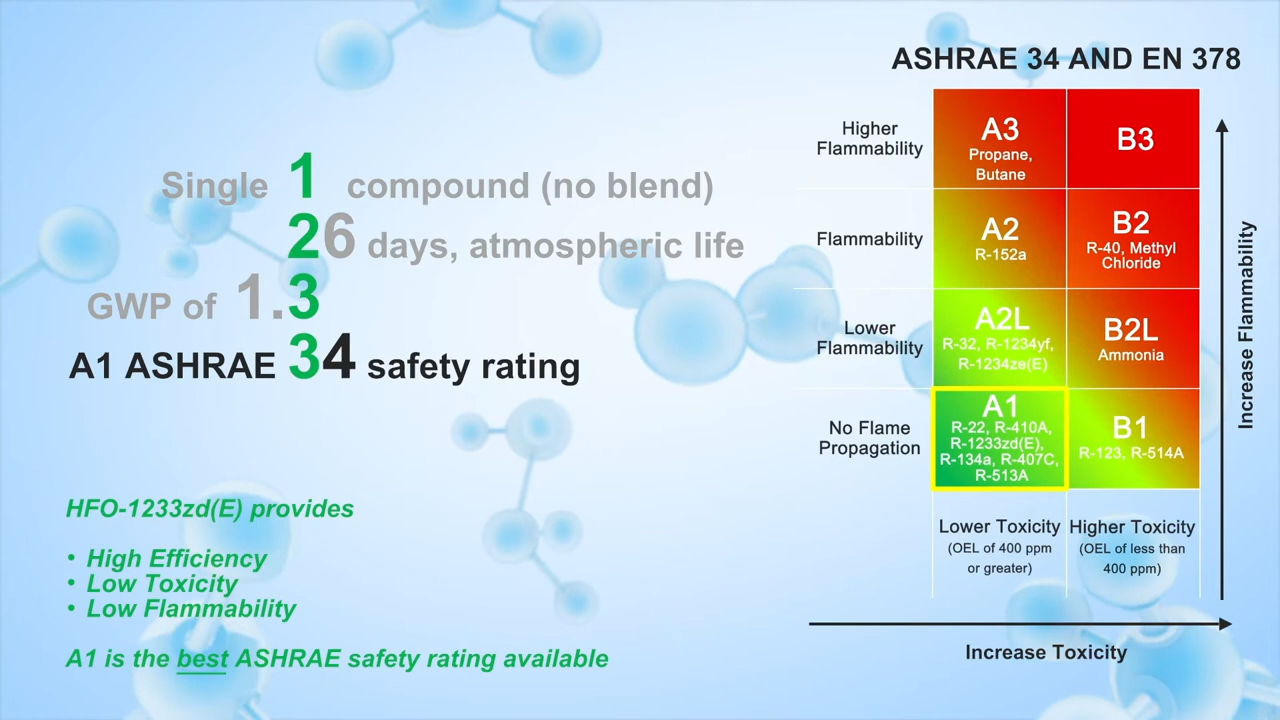 Single 1 compound (no blend)
26 days, atmospheric life
GWP of 1.3
A1 ASHRAE 34 safety rating
HFO-1233zd(E) provides
• High Efficiency
• Low Toxicity
• Low Flammability
A1 is the best ASHRAE safety rating available
ASHRAE 34 AND EN 378
Higher
Flammability
A3
Propane,
Butane
B3
Flammability
A2
R-152a
B2
R-40, Methyl
Chloride
Lower
Flammability
A2L
R-32, R-1234yf,
R-1234ze(E)
B2L
Ammonia
No Flame
Propagation
A1
R-22, R-410A,
R-1233zd(E),
R-134a, R-407C,
R-513A
B1
R-123, R-514A
Lower Toxicity
(OEL of 400 ppm
or greater)
Higher Toxicity
(OEL of less than
400 ppm)
Increase Flammability
Increase Toxicity